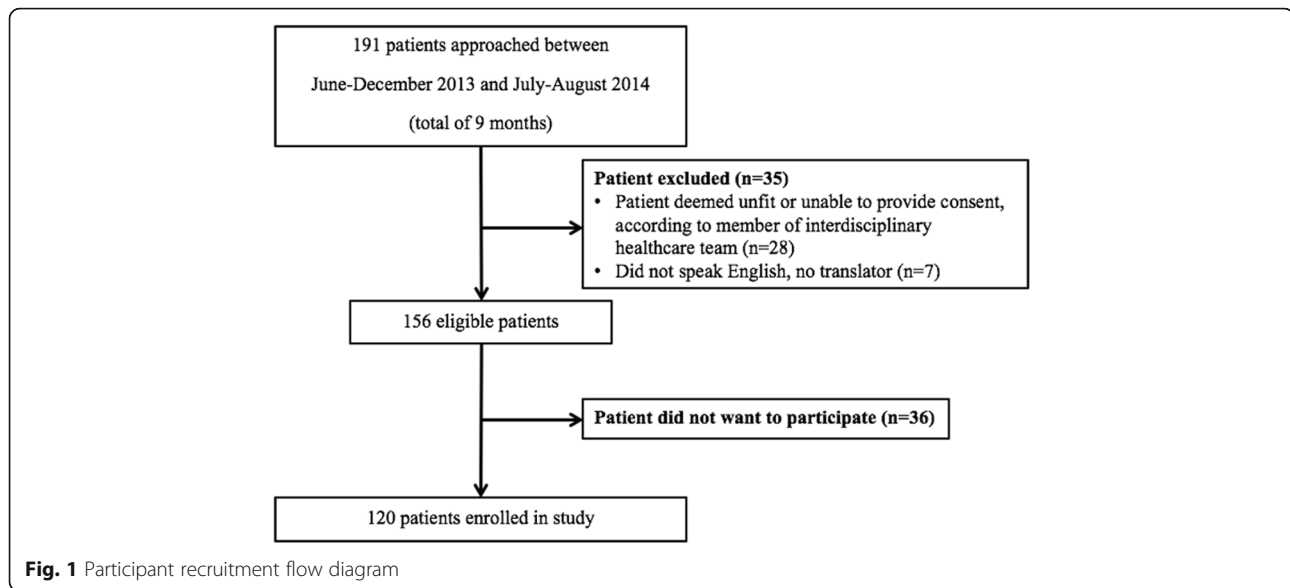 191 patients approached between
June-December 2013 and July-August 2014
(total of 9 months)
Patient excluded (n=35)
• Patient deemed unfit or unable to provide consent,
according to member of interdisciplinary
healthcare team (n=28)
• Did not speak English, no translator (n=7)
156 eligible patients
Patient did not want to participate (n=36)
120 patients enrolled in study
Fig. 1 Participant recruitment flow diagram